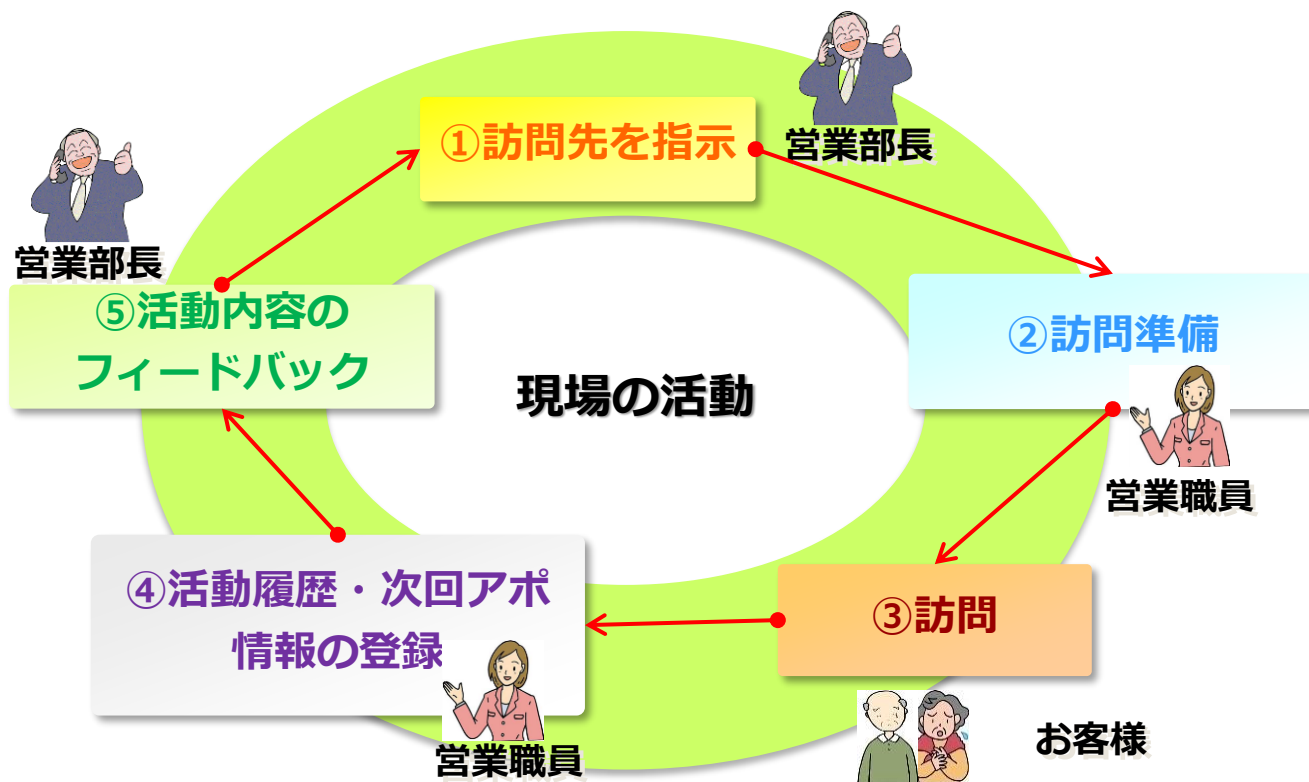 ①訪問先を指示
営業部長
営業部長
⑤活動内容の
フィードバック
②訪問準備
現場の活動
営業職員
④活動履歴・次回アポ
情報の登録
③訪問
営業職員
お客様